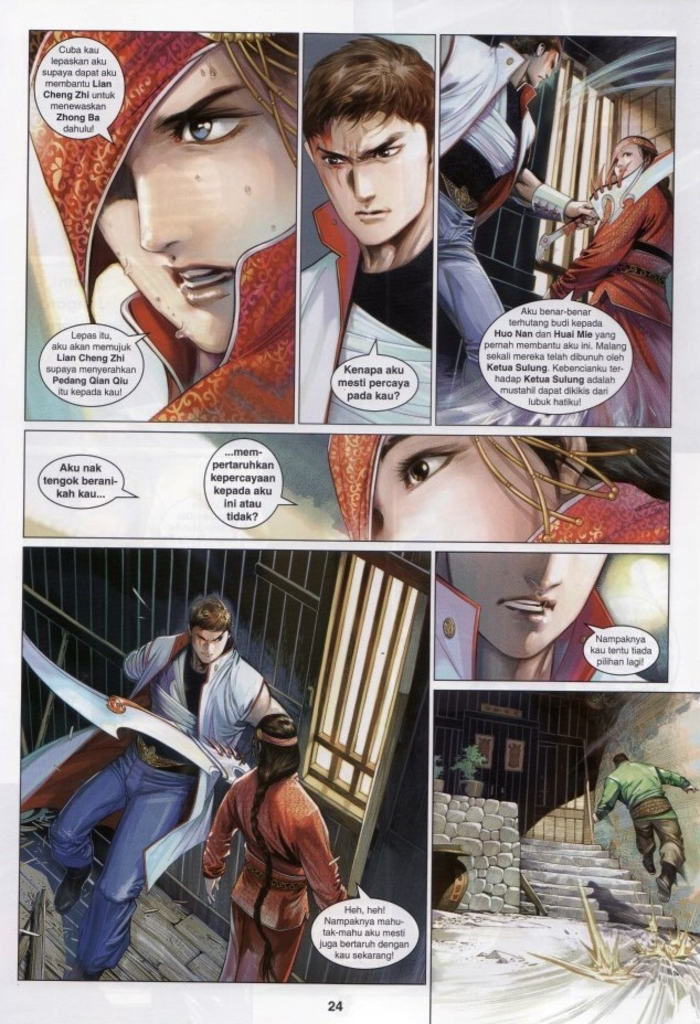 Cuba kau
lepaskan aku
supaya dapat aku
membantu Lian
Cheng Zhi untuk
menewaskan
Zhong Ba
dahulu!
Lepas itu,
aku akan memujuk
Lian Cheng Zhi
supaya menyerahkan
Pedang Qian Qiu
itu kepada kau!
Kenapa aku
mesti percaya
pada kau?
Aku benar-benar
terhutang budi kepada
Huo Nan dan Huai Mie yang
pernah membantu aku ini. Malang
sekali mereka telah dibunuh oleh
Ketua Sulung. Kebencianku ter-
hadap Ketua Sulung adalah
mustahil dapat dikikis dari
lubuk hatiku!
Aku nak
tengok berani-
kah kau...
...mem-
pertaruhkan
kepercayaan
kepada aku
ini atau
tidak?
Nampaknya
kau tentu tiada
pilihan lagi!
Heh, heh!
Nampaknya mahu-
tak-mahu aku mesti
juga bertaruh dengan
kau sekarang!
24